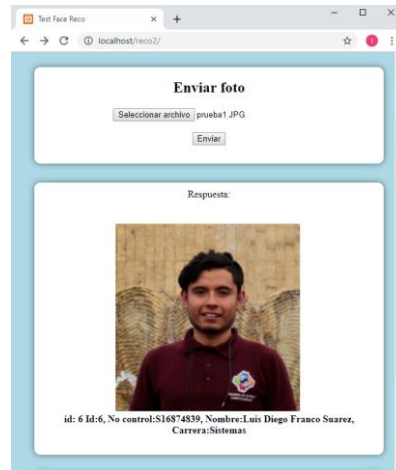 Test Face Reco
localhost/reco2/
Enviar foto
Seleccionar archivo prueba1.JPG
Enviar
Respuesta:
id: 6 Id:6, No control:S16874839, Nombre:Luis Diego Franco Suarez,
Carrera:Sistemas